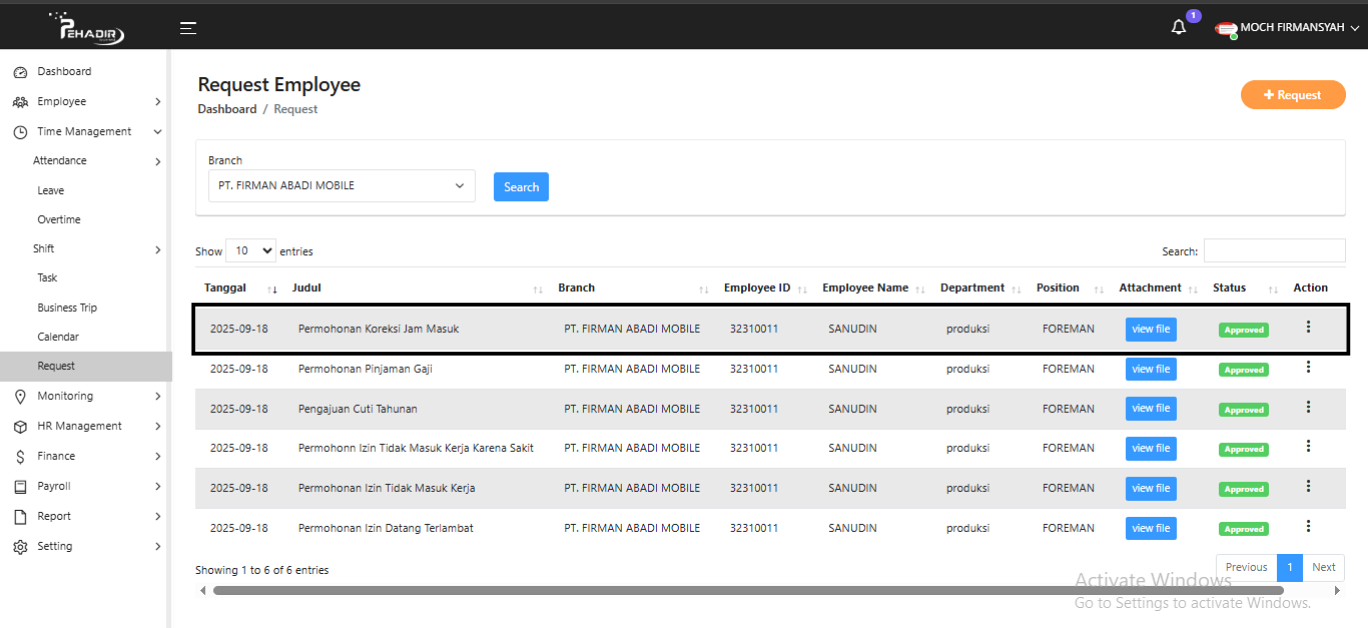 PEHADIR
1
MOCH FIRMANSYAH
Dashboard
Employee
Time Management
Attendance
Leave
Overtime
Shift
Task
Business Trip
Calendar
Request
Monitoring
HR Management
Finance
Payroll
Report
Setting
Request Employee
Dashboard / Request
+ Request
Branch
PT. FIRMAN ABADI MOBILE
Search
Show 10 entries
Search:
Tanggal Judul Branch Employee ID Employee Name Department Position Attachment Status Action
2025-09-18 Permohonan Koreksi Jam Masuk PT. FIRMAN ABADI MOBILE 32310011 SANUDIN produksi FOREMAN view file Approved
2025-09-18 Permohonan Pinjaman Gaji PT. FIRMAN ABADI MOBILE 32310011 SANUDIN produksi FOREMAN view file Approved
2025-09-18 Pengajuan Cuti Tahunan PT. FIRMAN ABADI MOBILE 32310011 SANUDIN produksi FOREMAN view file Approved
2025-09-18 Permohonn Izin Tidak Masuk Kerja Karena Sakit PT. FIRMAN ABADI MOBILE 32310011 SANUDIN produksi FOREMAN view file Approved
2025-09-18 Permohonan Izin Tidak Masuk Kerja PT. FIRMAN ABADI MOBILE 32310011 SANUDIN produksi FOREMAN view file Approved
2025-09-18 Permohonan Izin Datang Terlambat PT. FIRMAN ABADI MOBILE 32310011 SANUDIN produksi FOREMAN view file Approved
Showing 1 to 6 of 6 entries
Previous 1 Next
Activate Windows
Go to Settings to activate Windows.